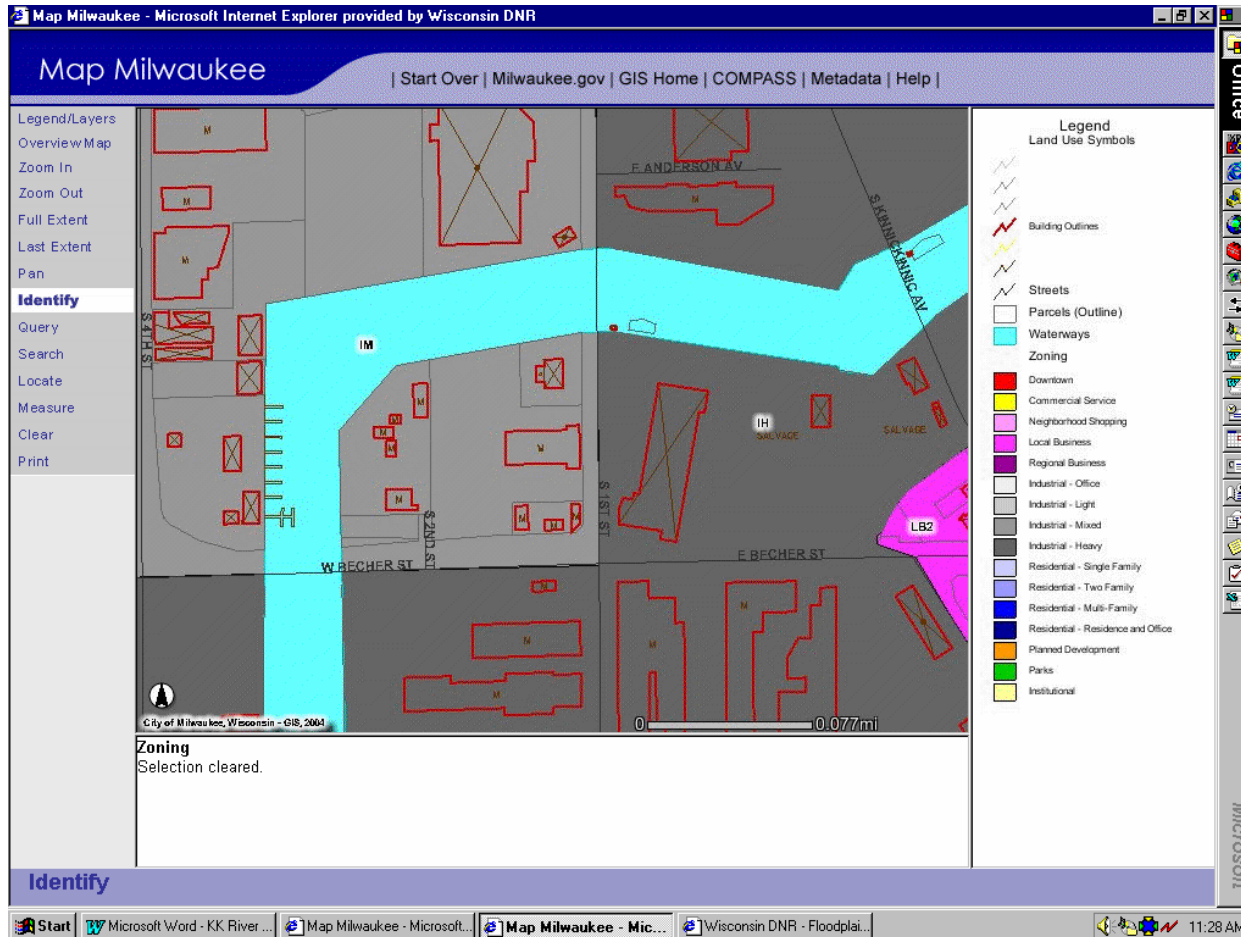 Map Milwaukee - Microsoft Internet Explorer provided by Wisconsin DNR
Map Milwaukee
| Start Over | Milwaukee.gov | GIS Home | COMPASS | Metadata | Help |
Legend/Layers
Overview Map
Zoom In
Zoom Out
Full Extent
Last Extent
Pan
Identify
Query
Search
Locate
Measure
Clear
Print
M
M
M
E ANDERSON AV
M
S KINNICKINNIC AV
S 4TH ST
IM
M
M
M
M
M
M
M
M
M
S 2ND ST
S 1ST ST
IH
SALVAGE
SALVAGE
LB2
W BECHER ST
E BECHER ST
M
M
M
M
M
City of Milwaukee, Wisconsin - GIS, 2004
0 0.077mi
Legend
Land Use Symbols
Building Outlines
Streets
Parcels (Outline)
Waterways
Zoning
Downtown
Commercial Service
Neighborhood Shopping
Local Business
Regional Business
Industrial - Office
Industrial - Light
Industrial - Mixed
Industrial - Heavy
Residential - Single Family
Residential - Two Family
Residential - Multi-Family
Residential - Residence and Office
Planned Development
Parks
Institutional
Zoning
Selection cleared.
Identify
Office
Microsoft
Start
Microsoft Word - KK River ...
Map Milwaukee - Microsoft...
Map Milwaukee - Mic...
Wisconsin DNR - Floodplai...
11:28 AM